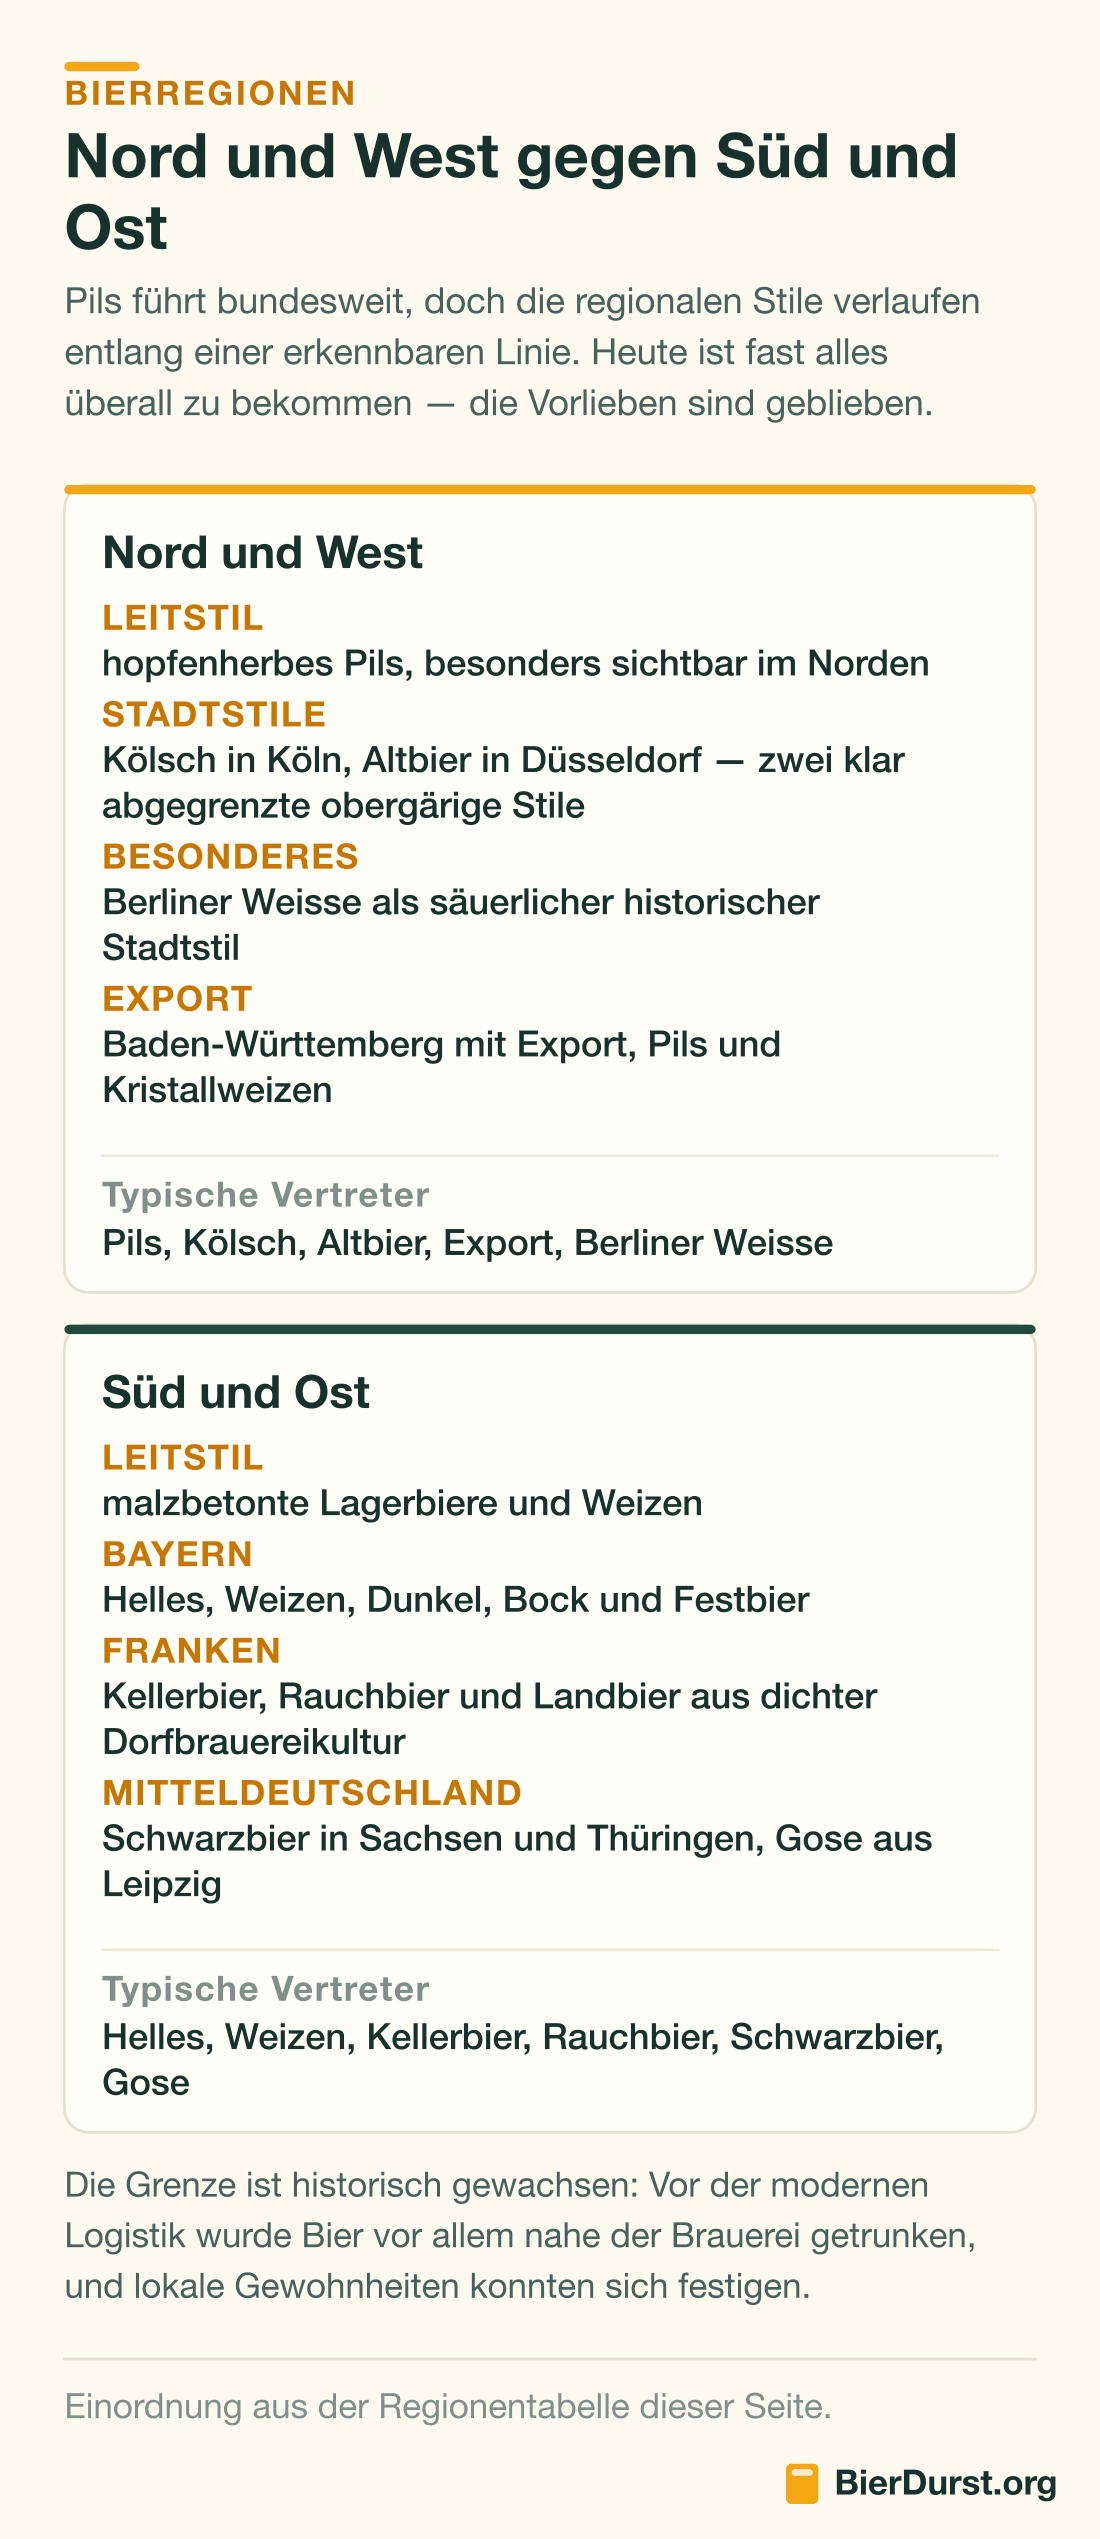 BIERREGIONEN
Nord und West gegen Süd und
Ost
Pils führt bundesweit, doch die regionalen Stile verlaufen
entlang einer erkennbaren Linie. Heute ist fast alles
überall zu bekommen — die Vorlieben sind geblieben.
Nord und West
LEITSTIL
hopfenherbes Pils, besonders sichtbar im Norden
STADTSTILE
Kölsch in Köln, Altbier in Düsseldorf — zwei klar
abgegrenzte obergärige Stile
BESONDERES
Berliner Weisse als säuerlicher historischer
Stadtstil
EXPORT
Baden-Württemberg mit Export, Pils und
Kristallweizen
Typische Vertreter
Pils, Kölsch, Altbier, Export, Berliner Weisse
Süd und Ost
LEITSTIL
malzbetonte Lagerbiere und Weizen
BAYERN
Helles, Weizen, Dunkel, Bock und Festbier
FRANKEN
Kellerbier, Rauchbier und Landbier aus dichter
Dorfbrauereikultur
MITTELDEUTSCHLAND
Schwarzbier in Sachsen und Thüringen, Gose aus
Leipzig
Typische Vertreter
Helles, Weizen, Kellerbier, Rauchbier, Schwarzbier,
Gose
Die Grenze ist historisch gewachsen: Vor der modernen
Logistik wurde Bier vor allem nahe der Brauerei getrunken,
und lokale Gewohnheiten konnten sich festigen.
Einordnung aus der Regionentabelle dieser Seite.
BierDurst.org